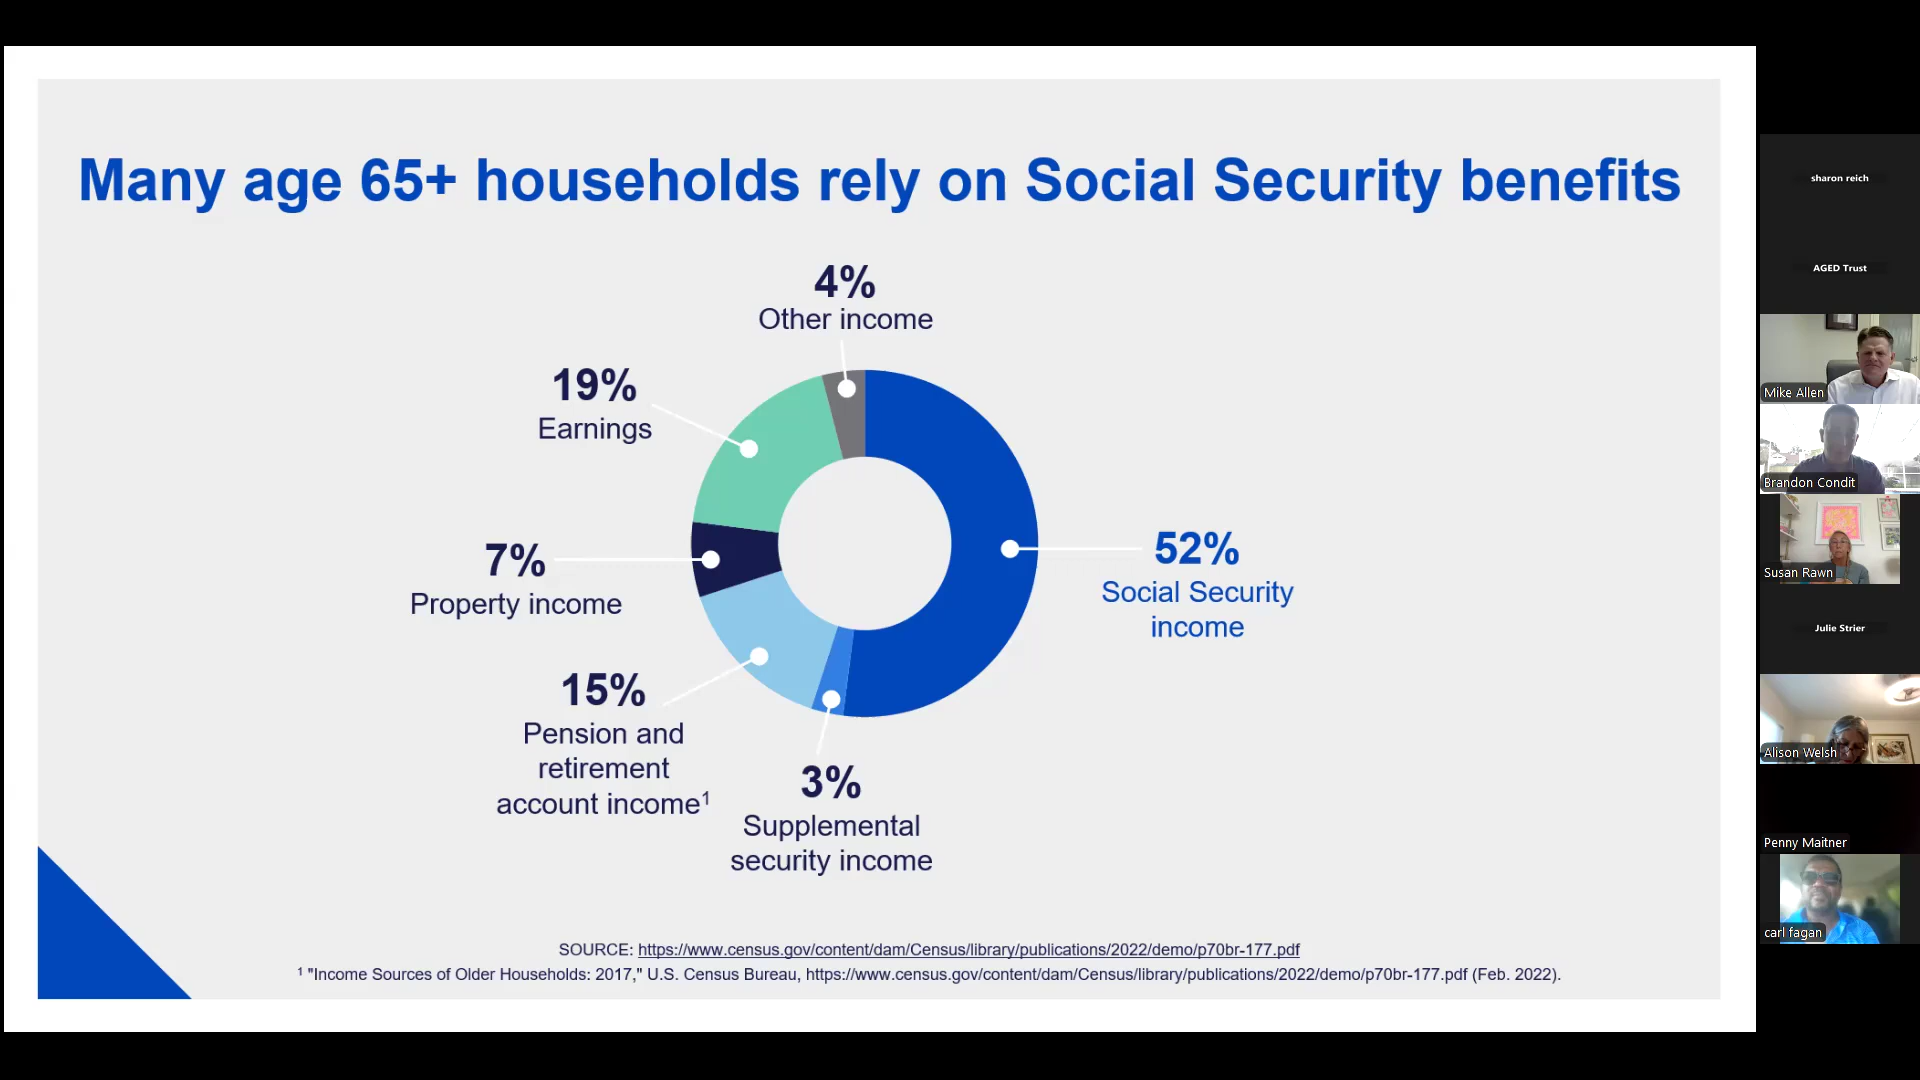 Many age 65+ households rely on Social Security benefits
4%
Other income
19%
Earnings
7%
Property income
52%
Social Security
income
15%
Pension and
retirement
account income¹
3%
Supplemental
security income
SOURCE: https://www.census.gov/content/dam/Census/library/publications/2022/demo/p70br-177.pdf
¹ "Income Sources of Older Households: 2017," U.S. Census Bureau, https://www.census.gov/content/dam/Census/library/publications/2022/demo/p70br-177.pdf (Feb. 2022).
sharon reich
AGED Trust
Mike Allen
Brandon Condit
Susan Rawn
Julie Strier
Alison Welsh
Penny Maitner
carl fagan